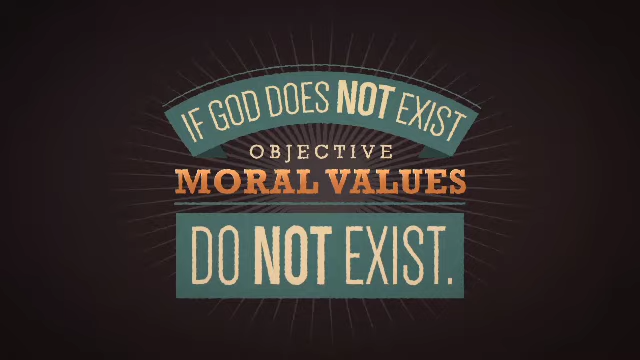 IF GOD DOES NOT EXIST
OBJECTIVE
MORAL VALUES
DO NOT EXIST.